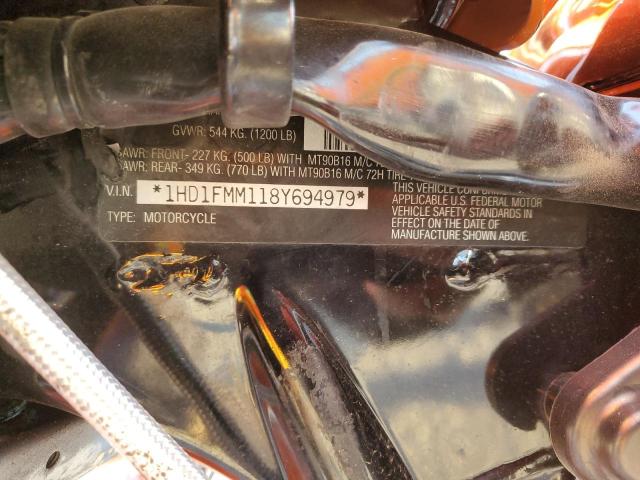 GVWR: 544 KG. (1200 LB)
GAWR: FRONT- 227 KG. (500 LB) WITH MT90B16 M/C
GAWR: REAR- 349 KG. (770 LB) WITH MT90B16 M/C 72H TIRE
V.I.N. *1HD1FMM118Y694979*
TYPE: MOTORCYCLE
THIS VEHICLE CONFORMS
APPLICABLE U.S. FEDERAL MOTOR
VEHICLE SAFETY STANDARDS IN
EFFECT ON THE DATE OF
MANUFACTURE SHOWN ABOVE.